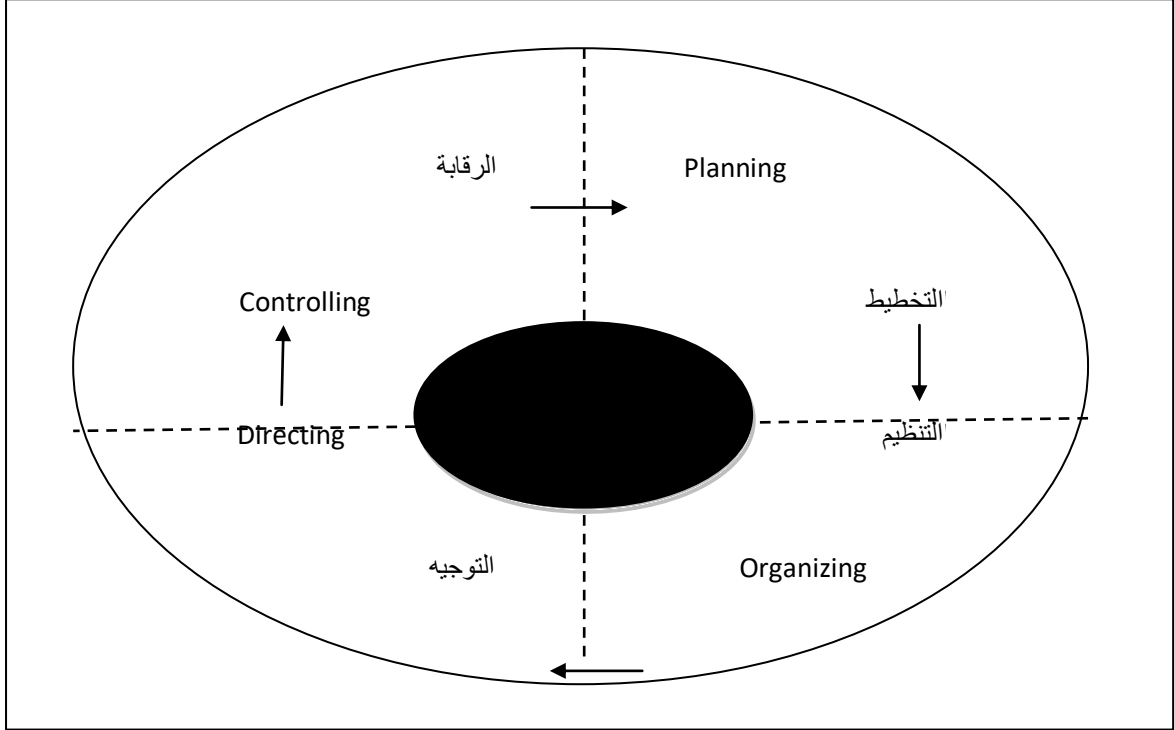 الرقابة
Planning
Controlling
التخطيط
Directing
التنظيم
التوجيه
Organizing